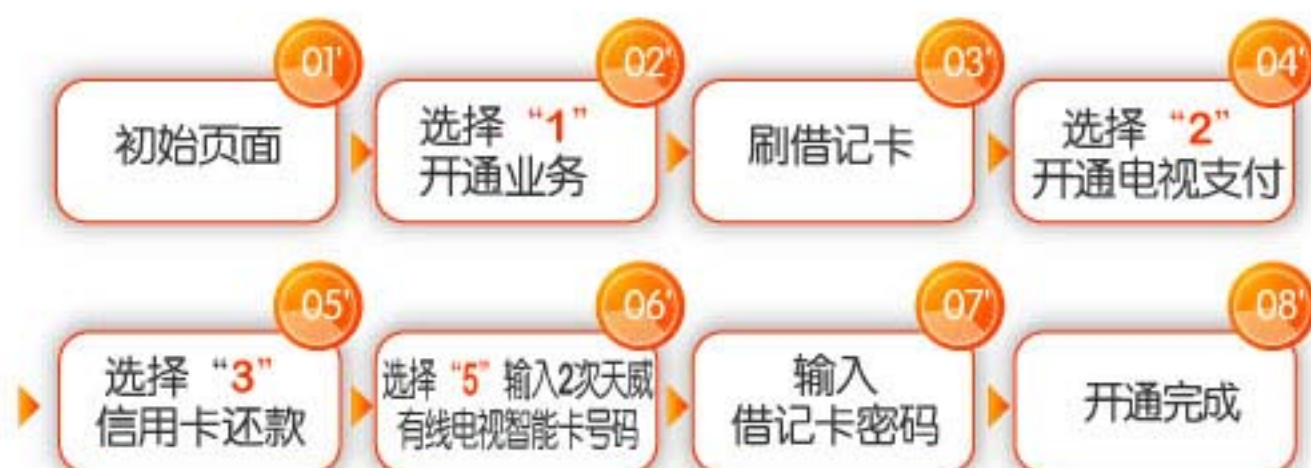 01'
初始页面
02'
选择 “1”
开通业务
03'
刷借记卡
04'
选择 “2”
开通电视支付
05'
选择 “3”
信用卡还款
06'
选择 “5” 输入2次天威
有线电视智能卡号码
07'
输入
借记卡密码
08'
开通完成